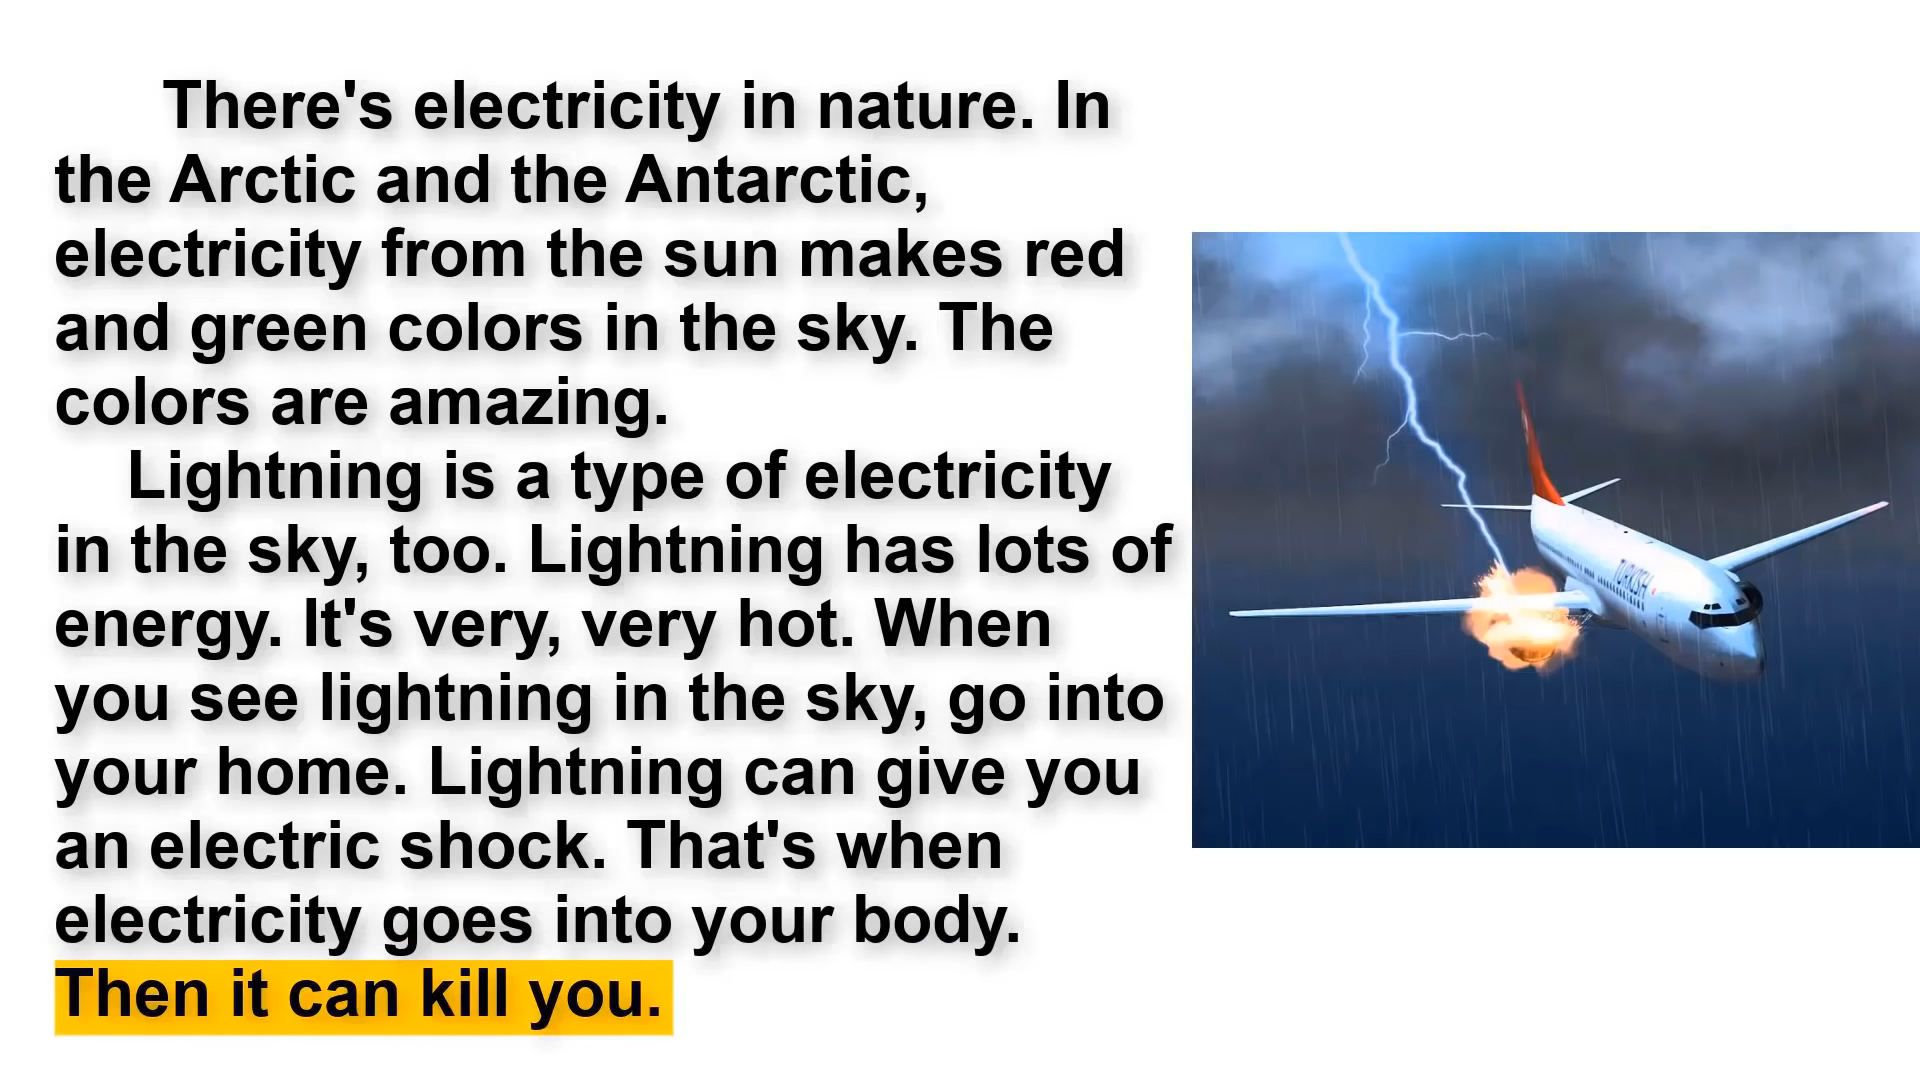 There's electricity in nature. In
the Arctic and the Antarctic,
electricity from the sun makes red
and green colors in the sky. The
colors are amazing.
Lightning is a type of electricity
in the sky, too. Lightning has lots of
energy. It's very, very hot. When
you see lightning in the sky, go into
your home. Lightning can give you
an electric shock. That's when
electricity goes into your body.
Then it can kill you.
TURKISH